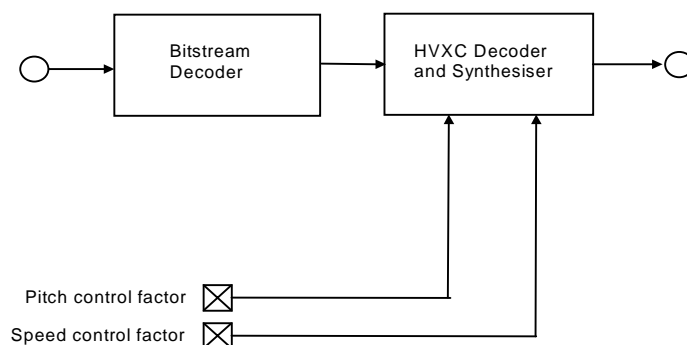 Bitstream
Decoder
HVXC Decoder
and Synthesiser
Pitch control factor
Speed control factor